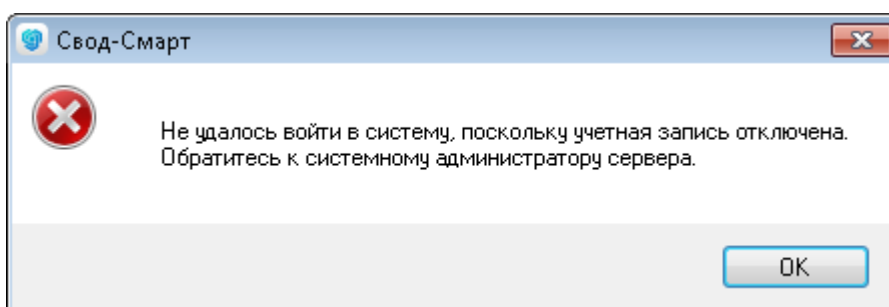 Свод-Смарт
Не удалось войти в систему, поскольку учетная запись отключена.
Обратитесь к системному администратору сервера.
OK